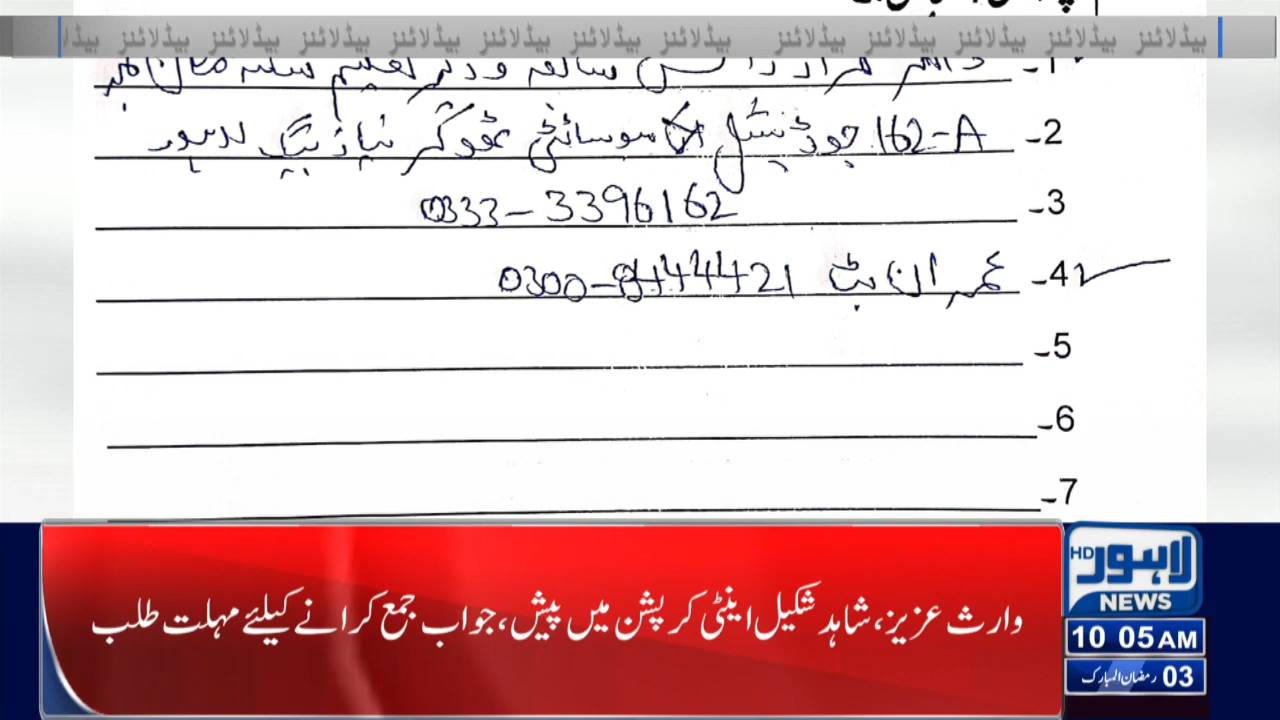 ہیڈلائنز ہیڈلائنز ہیڈلائنز ہیڈلائنز ہیڈلائنز ہیڈلائنز ہیڈلائنز ہیڈلائنز ہیڈلائنز ہیڈلائنز ہیڈلائنز ہیڈلائنز
1-
2- 162-A جوڈیشل سوسائٹی ٹھوکر نیاز بیگ لاہور
3- 0333-3396162
4- عمران بٹ 0300-8444421
5-
6-
7-
وارث عزیز، شاہد شکیل اینٹی کرپشن میں پیش، جواب جمع کرانے کیلئے مہلت طلب
لاہور HD
NEWS
10 05 AM
03 رمضان المبارک